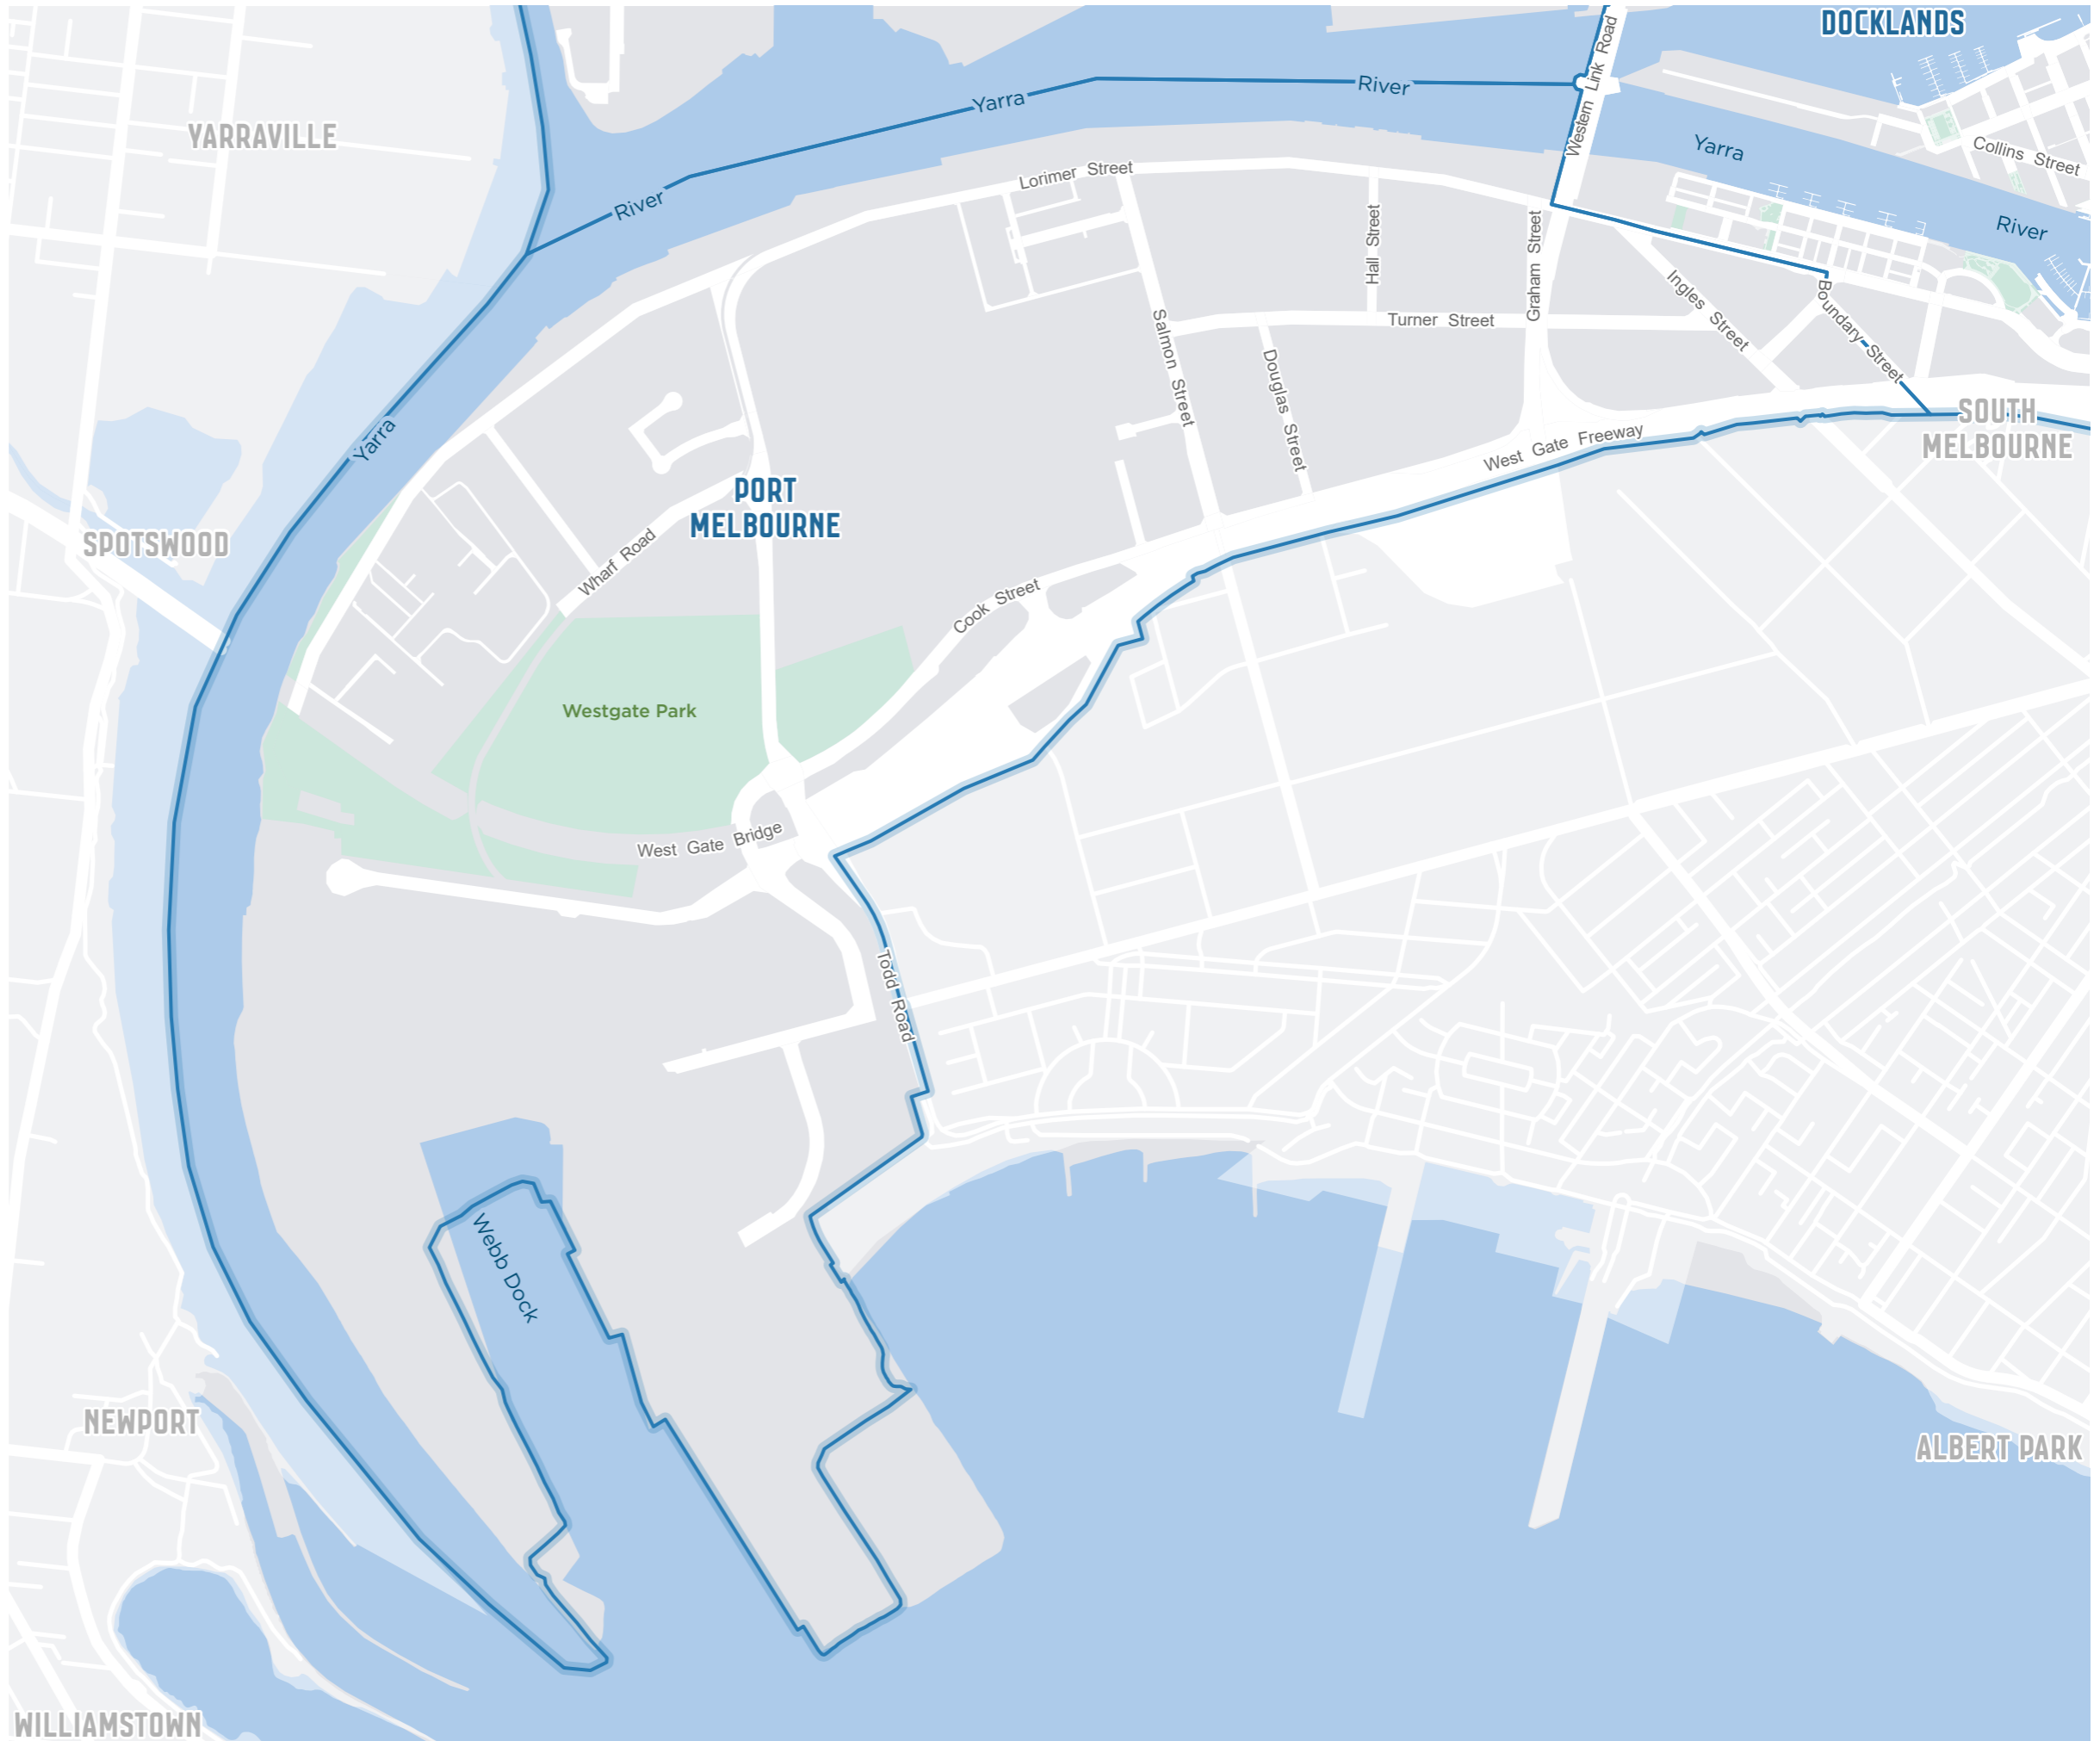 DOCKLANDS
Western Link Road
River
Yarra
YARRAVILLE
Yarra
Collins Street
Lorimer Street
River
River
Hall Street
Graham Street
Ingles Street
Boundary Street
Salmon Street
Turner Street
Douglas Street
SOUTH
MELBOURNE
Yarra
West Gate Freeway
PORT
MELBOURNE
SPOTSWOOD
Wharf Road
Cook Street
Westgate Park
West Gate Bridge
Todd Road
Webb Dock
NEWPORT
ALBERT PARK
WILLIAMSTOWN